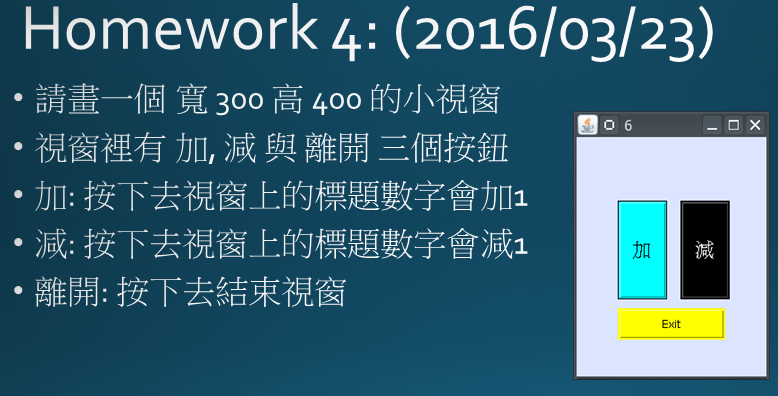 Homework 4: (2016/03/23)
• 請畫一個 寬 300 高 400 的小視窗
• 視窗裡有 加, 減 與 離開 三個按鈕
• 加: 按下去視窗上的標題數字會加1
• 減: 按下去視窗上的標題數字會減1
• 離開: 按下去結束視窗
6
加 減
Exit